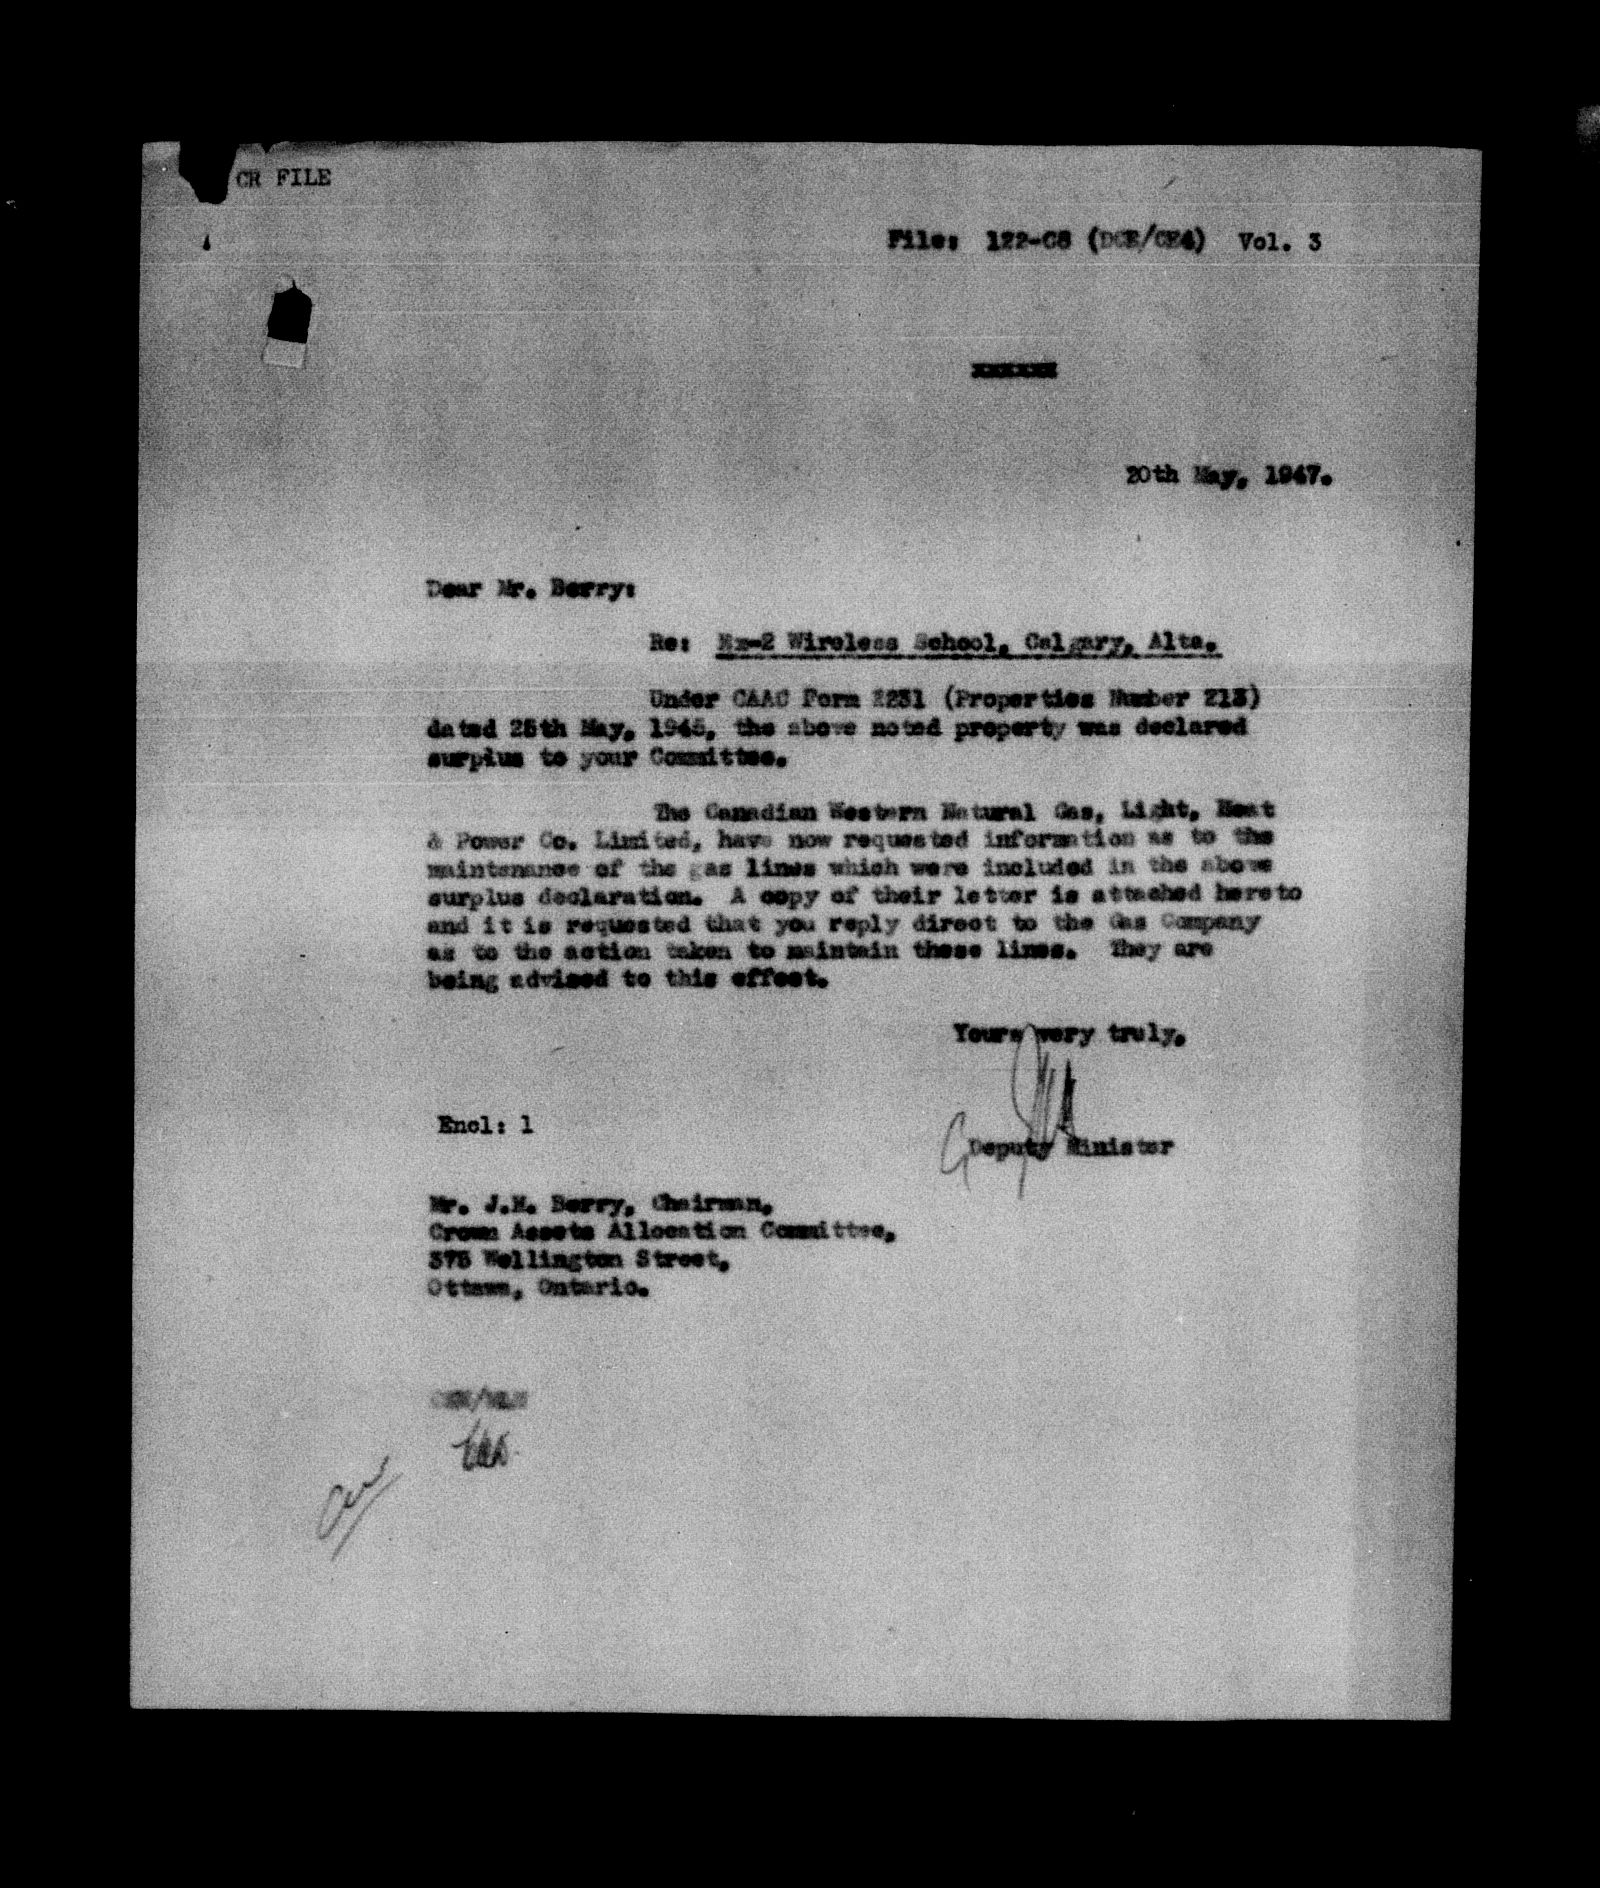 CR FILE
File: 122-C8 (DCE/CE4) Vol. 3
xxxxxx
20th May, 1947.
Dear Mr. Berry:
Re: Ex-2 Wireless School, Calgary, Alta.
Under CAAC Form 2231 (Properties Number 213)
dated 25th May, 1945, the above noted property was declared
surplus to your Committee.
The Canadian Western Natural Gas, Light, Heat
& Power Co. Limited, have now requested information as to the
maintenance of the gas lines which were included in the above
surplus declaration. A copy of their letter is attached hereto
and it is requested that you reply direct to the Gas Company
as to the action taken to maintain these lines. They are
being advised to this effect.
Yours very truly,
Encl: 1
Deputy Minister
Mr. J.H. Berry, Chairman,
Crown Assets Allocation Committee,
375 Wellington Street,
Ottawa, Ontario.